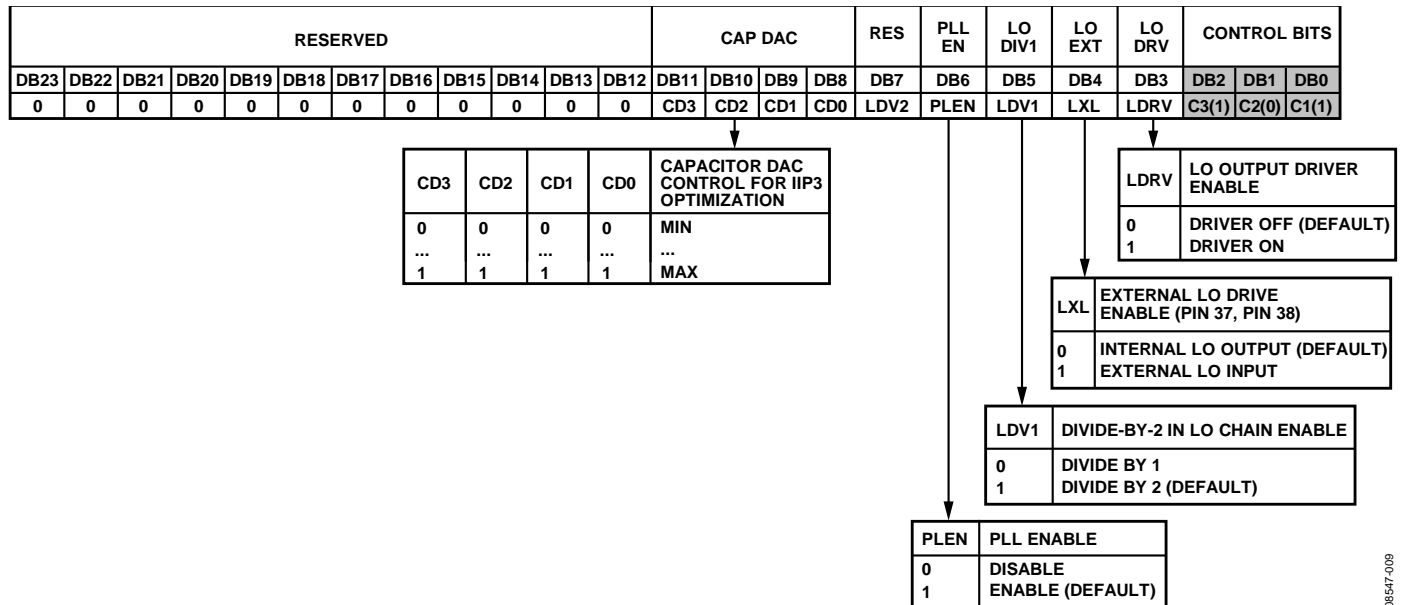 RESERVED CAP DAC RES PLL EN LO DIV1 LO EXT LO DRV CONTROL BITS
DB23 DB22 DB21 DB20 DB19 DB18 DB17 DB16 DB15 DB14 DB13 DB12 DB11 DB10 DB9 DB8 DB7 DB6 DB5 DB4 DB3 DB2 DB1 DB0
0 0 0 0 0 0 0 0 0 0 0 0 CD3 CD2 CD1 CD0 LDV2 PLEN LDV1 LXL LDRV C3(1) C2(0) C1(1)
CD3 CD2 CD1 CD0 CAPACITOR DAC
CONTROL FOR IIP3
OPTIMIZATION
0 0 0 0 MIN
... ... ... ... ...
1 1 1 1 MAX
LDRV LO OUTPUT DRIVER
ENABLE
0 DRIVER OFF (DEFAULT)
1 DRIVER ON
LXL EXTERNAL LO DRIVE
ENABLE (PIN 37, PIN 38)
0 INTERNAL LO OUTPUT (DEFAULT)
1 EXTERNAL LO INPUT
LDV1 DIVIDE-BY-2 IN LO CHAIN ENABLE
0 DIVIDE BY 1
1 DIVIDE BY 2 (DEFAULT)
PLEN PLL ENABLE
0 DISABLE
1 ENABLE (DEFAULT)
08547-009